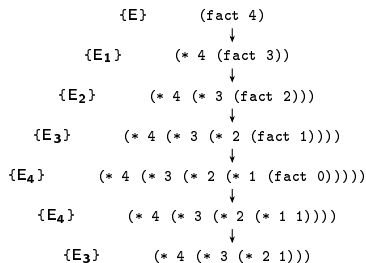 {E} (fact 4)
{E1} (* 4 (fact 3))
{E2} (* 4 (* 3 (fact 2)))
{E3} (* 4 (* 3 (* 2 (fact 1))))
{E4} (* 4 (* 3 (* 2 (* 1 (fact 0)))))
{E4} (* 4 (* 3 (* 2 (* 1 1))))
{E3} (* 4 (* 3 (* 2 1)))